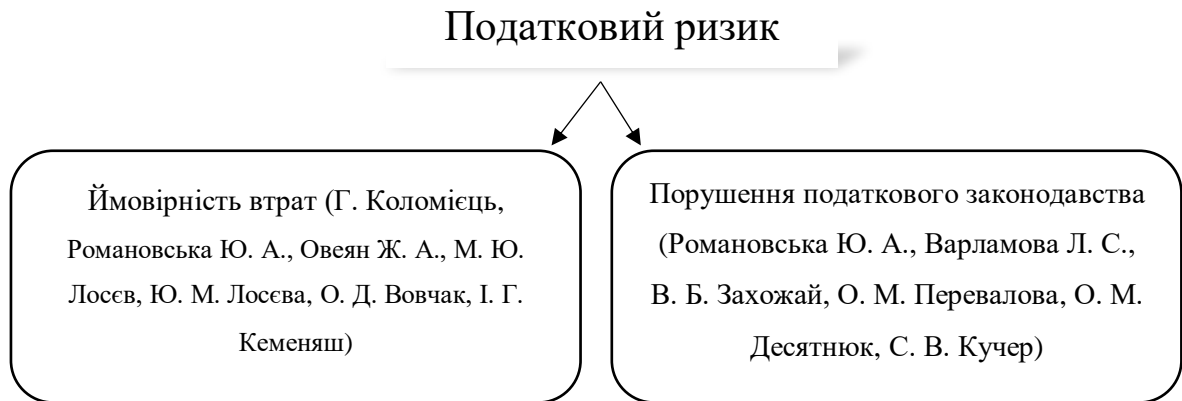 Податковий ризик
Ймовірність втрат (Г. Коломієць,
Романовська Ю. А., Овеян Ж. А., М. Ю.
Лосєв, Ю. М. Лосєва, О. Д. Вовчак, І. Г.
Кеменяш)
Порушення податкового законодавства
(Романовська Ю. А., Варламова Л. С.,
В. Б. Захожай, О. М. Перевалова, О. М.
Десятнюк, С. В. Кучер)